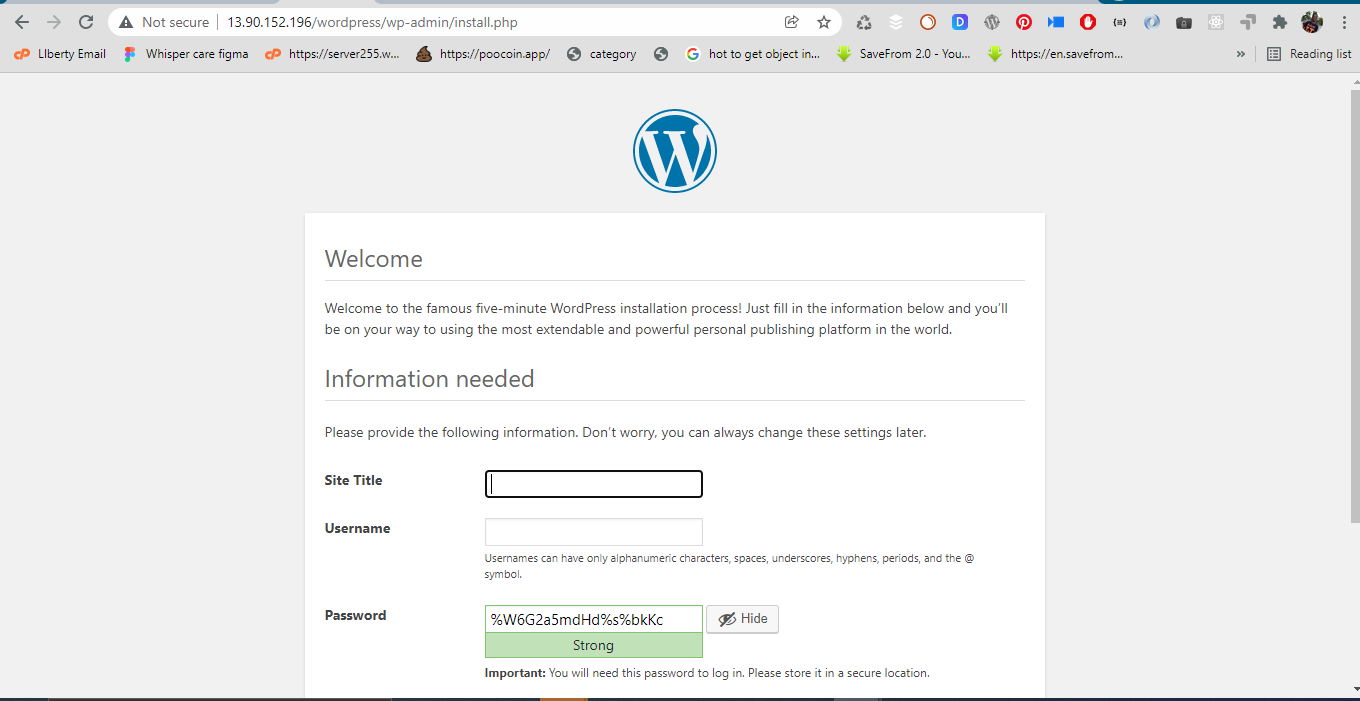 Not secure 13.90.152.196/wordpress/wp-admin/install.php
LIberty Email Whisper care figma https://server255.w... https://poocoin.app/ category hot to get object in... SaveFrom 2.0 - You... https://en.savefrom... » Reading list
Welcome
Welcome to the famous five-minute WordPress installation process! Just fill in the information below and you’ll
be on your way to using the most extendable and powerful personal publishing platform in the world.
Information needed
Please provide the following information. Don’t worry, you can always change these settings later.
Site Title
Username
Usernames can have only alphanumeric characters, spaces, underscores, hyphens, periods, and the @
symbol.
Password %W6G2a5mdHd%s%bkKc Hide
Strong
Important: You will need this password to log in. Please store it in a secure location.